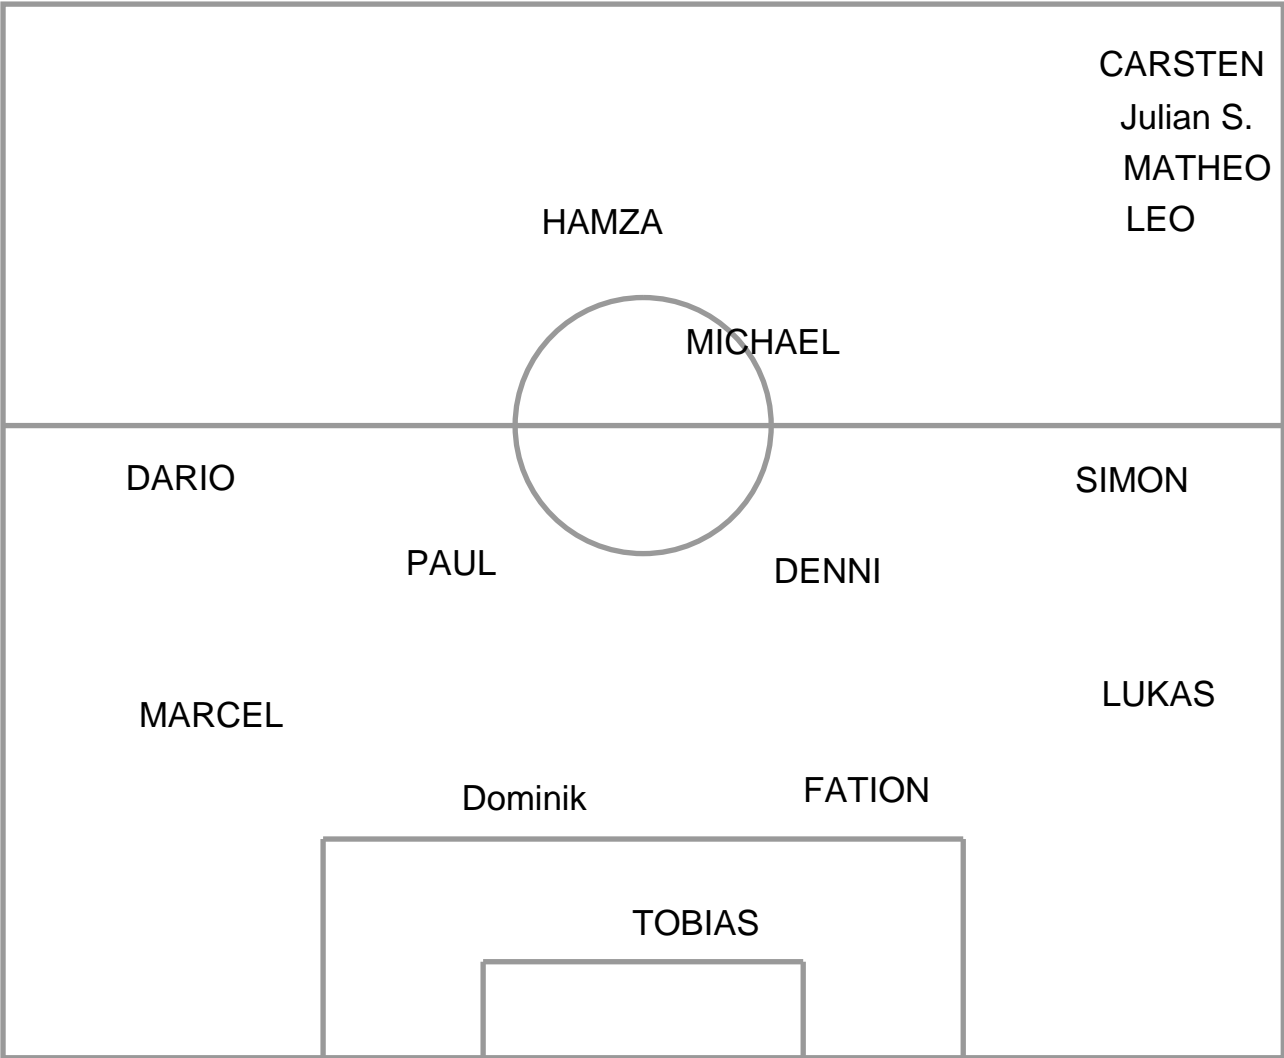 CARSTEN
Julian S.
MATHEO
LEO
HAMZA
MICHAEL
DARIO
SIMON
PAUL
DENNI
LUKAS
MARCEL
FATION
Dominik
TOBIAS